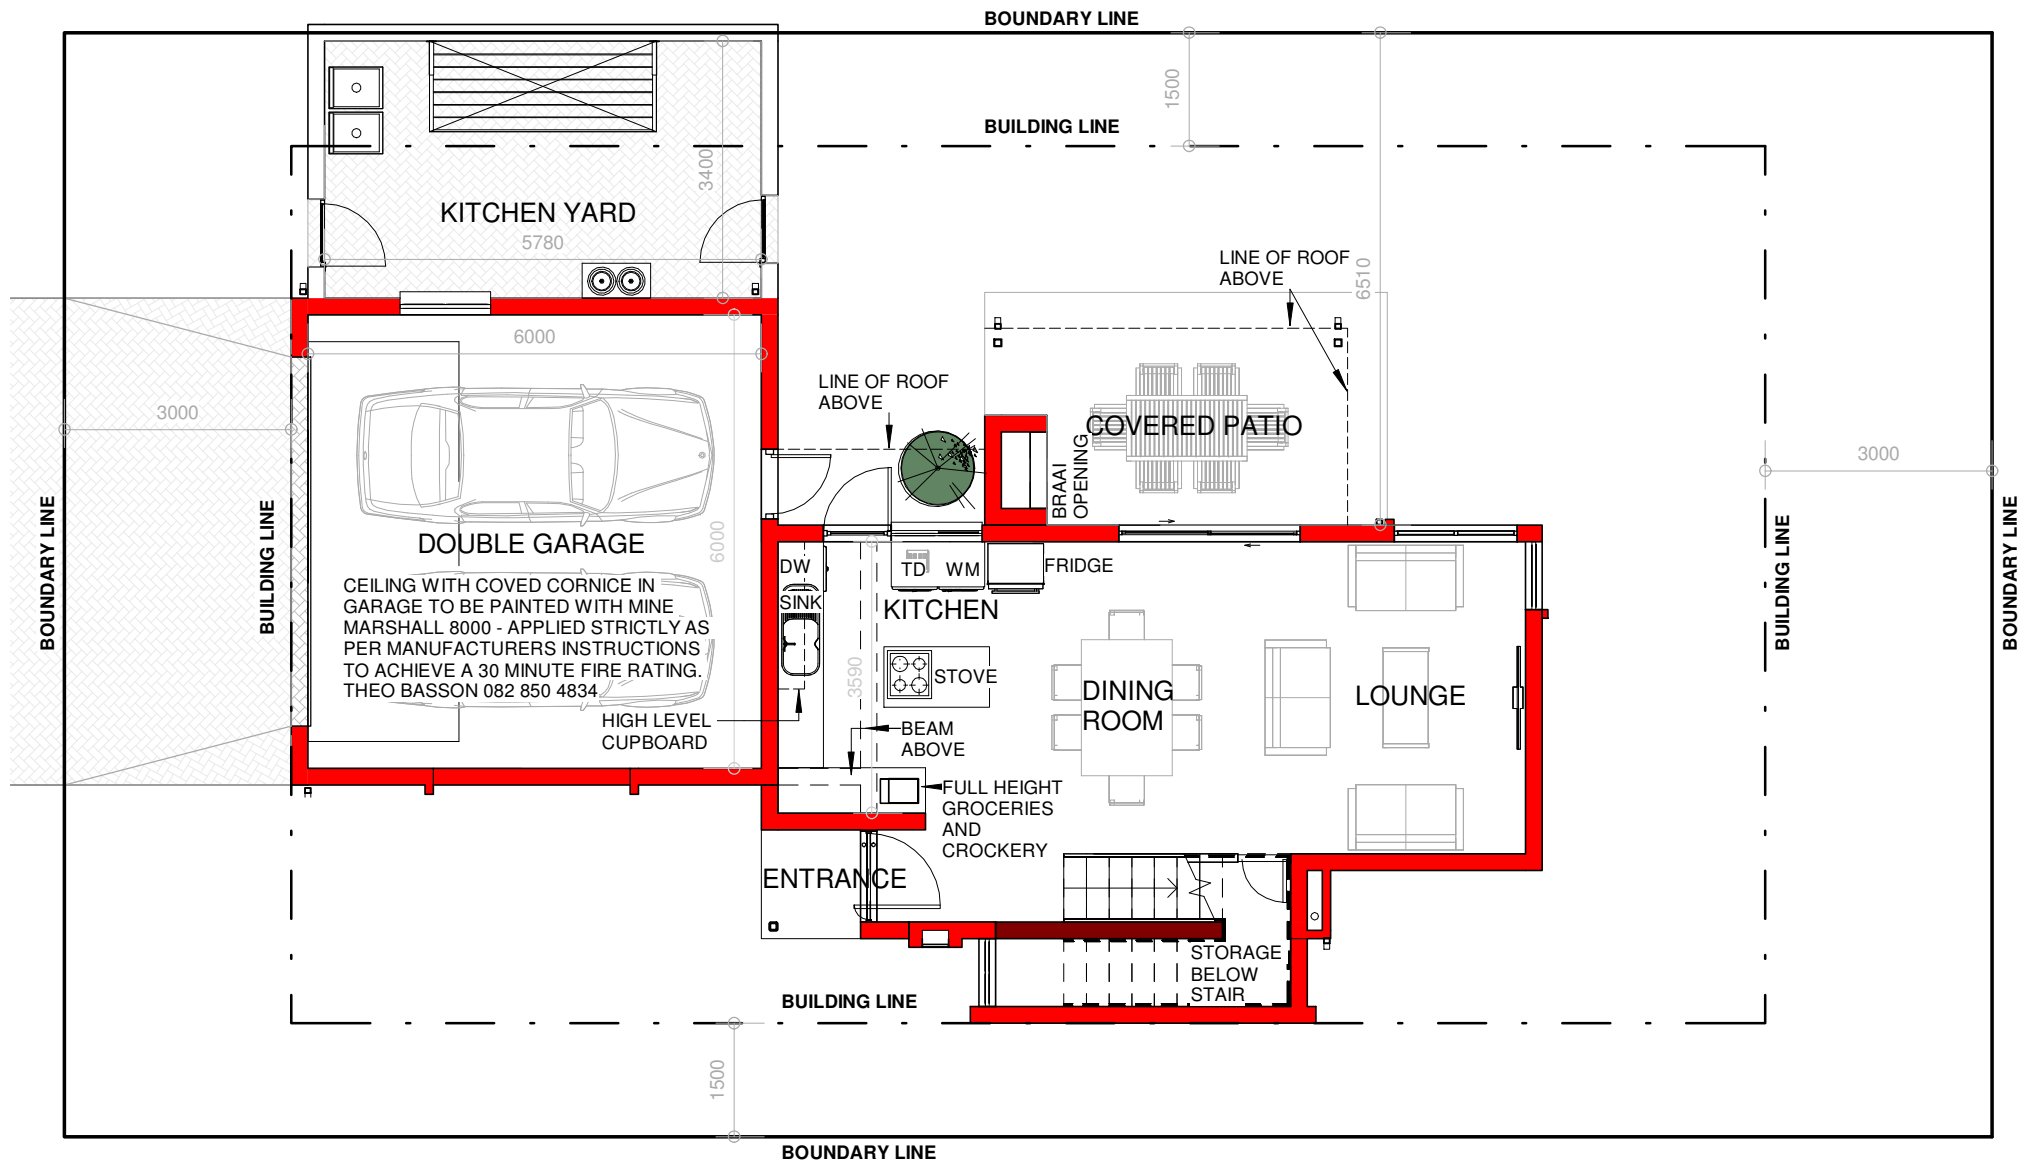 BOUNDARY LINE
1500
BUILDING LINE
3400
KITCHEN YARD
5780
LINE OF ROOF
ABOVE
6510
6000
LINE OF ROOF
ABOVE
3000
COVERED PATIO
BRAAI
OPENING
3000
BOUNDARY LINE
BUILDING LINE
DOUBLE GARAGE
6000
CEILING WITH COVED CORNICE IN
GARAGE TO BE PAINTED WITH MINE
MARSHALL 8000 - APPLIED STRICTLY AS
PER MANUFACTURERS INSTRUCTIONS
TO ACHIEVE A 30 MINUTE FIRE RATING.
THEO BASSON 082 850 4834
DW
SINK
TD
WM
FRIDGE
KITCHEN
3590
STOVE
HIGH LEVEL
CUPBOARD
BEAM
ABOVE
DINING
ROOM
LOUNGE
BUILDING LINE
BOUNDARY LINE
FULL HEIGHT
GROCERIES
AND
CROCKERY
ENTRANCE
STORAGE
BELOW
STAIR
BUILDING LINE
1500
BOUNDARY LINE